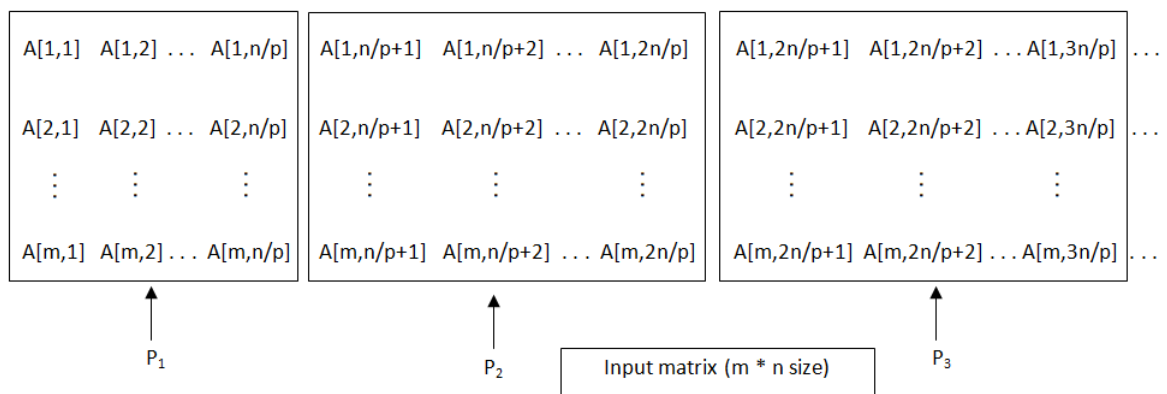 A[1,1] A[1,2] . . . A[1,n/p] A[1,n/p+1] A[1,n/p+2] . . . A[1,2n/p] A[1,2n/p+1] A[1,2n/p+2] . . . A[1,3n/p] . . .
A[2,1] A[2,2] . . . A[2,n/p] A[2,n/p+1] A[2,n/p+2] . . . A[2,2n/p] A[2,2n/p+1] A[2,2n/p+2] . . . A[2,3n/p] . . .
⋮ ⋮ ⋮ ⋮ ⋮ ⋮ ⋮ ⋮ ⋮
A[m,1] A[m,2] . . . A[m,n/p] A[m,n/p+1] A[m,n/p+2] . . . A[m,2n/p] A[m,2n/p+1] A[m,2n/p+2] . . . A[m,3n/p] . . .
P₁ P₂ P₃
Input matrix (m * n size)